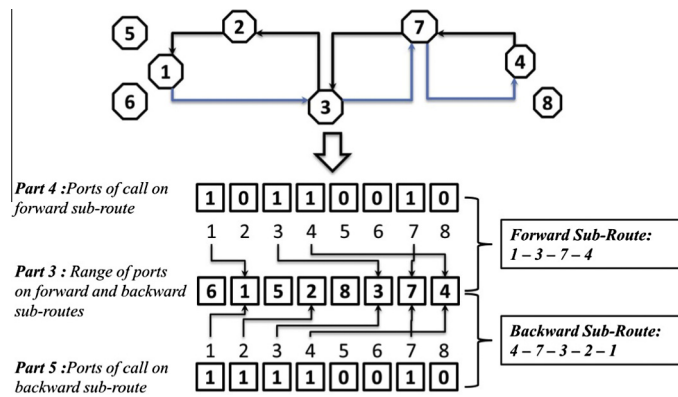 5
2
7
1
4
6
3
8
Part 4 :Ports of call on
forward sub-route
1 0 1 1 0 0 1 0
1 2 3 4 5 6 7 8
Forward Sub-Route:
1 – 3 – 7 – 4
Part 3 : Range of ports
on forward and backward
sub-routes
6 1 5 2 8 3 7 4
Backward Sub-Route:
4 – 7 – 3 – 2 – 1
1 2 3 4 5 6 7 8
Part 5 :Ports of call on
backward sub-route
1 1 1 1 0 0 1 0